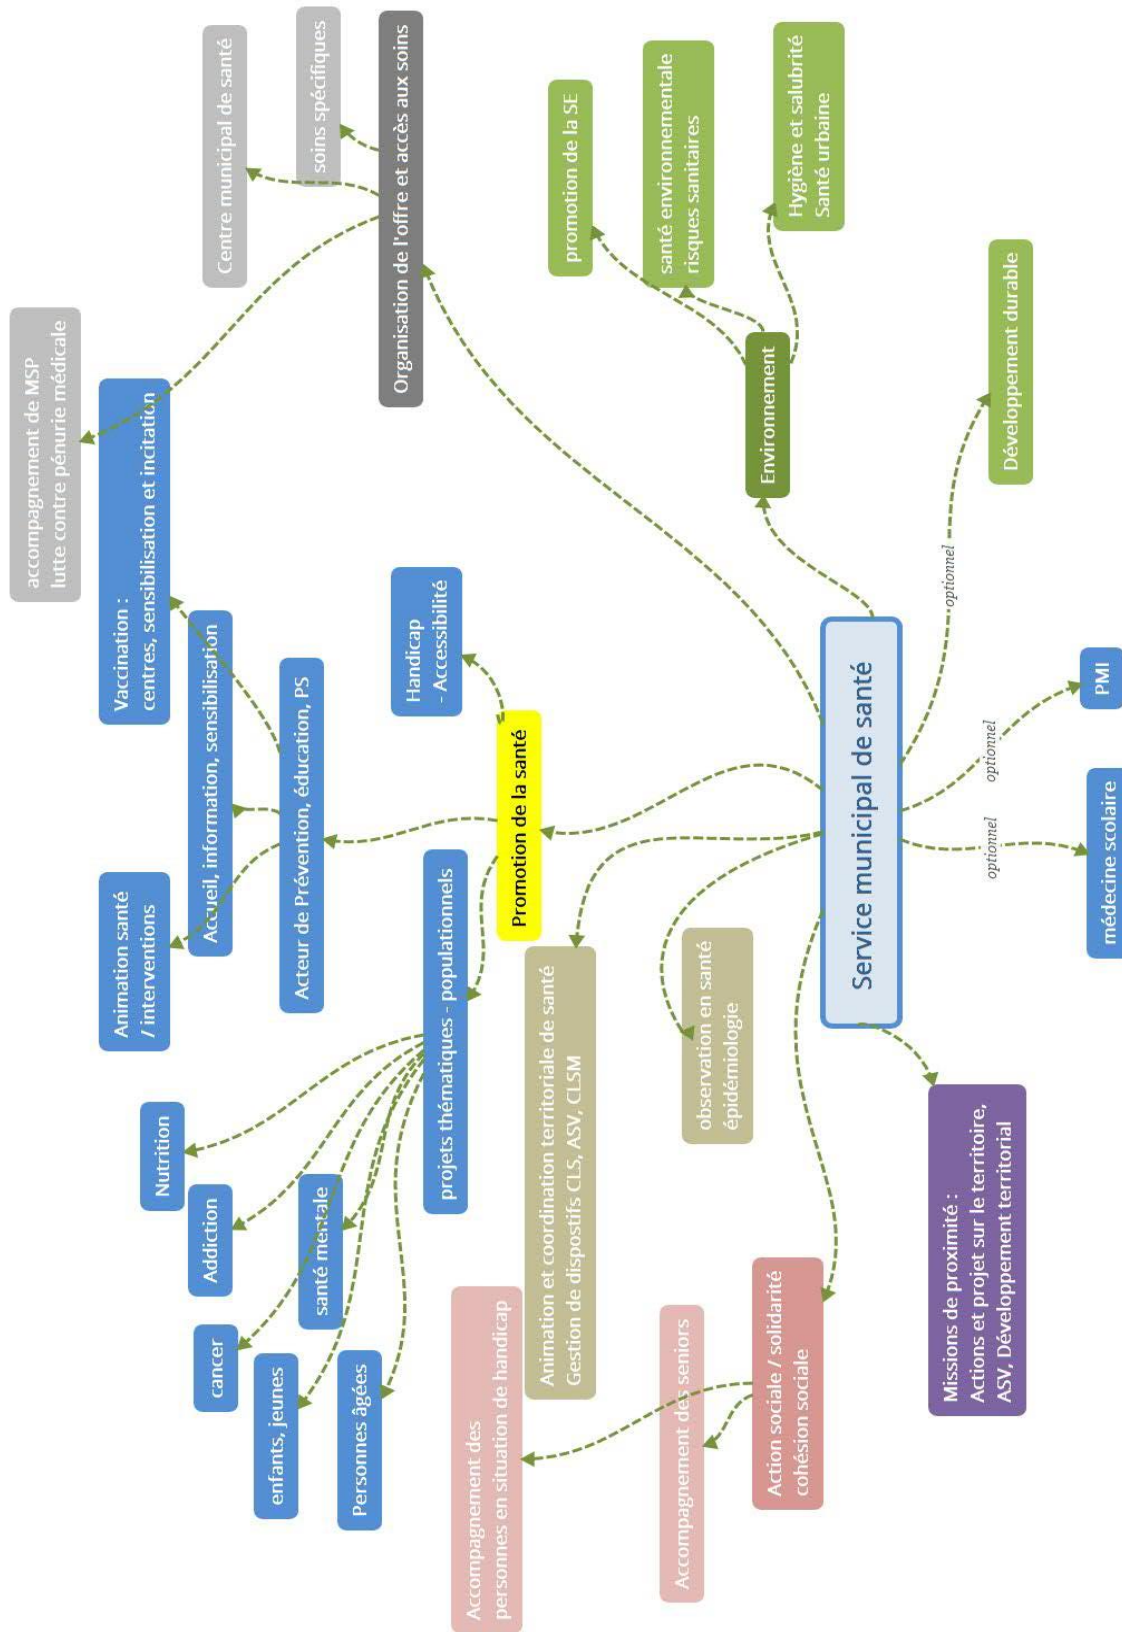 accompagnement de MSP
lutte contre pénurie médicale
Centre municipal de santé
soins spécifiques
Organisation de l'offre et accès aux soins
Vaccination :
centres, sensibilisation et incitation
Accueil, information, sensibilisation
Animation santé
/ interventions
Acteur de Prévention, éducation, PS
Handicap
- Accessibilité
Promotion de la santé
projets thématiques - populationnels
Nutrition
Addiction
cancer
santé mentale
enfants, jeunes
Personnes âgées
promotion de la SE
santé environnementale
risques sanitaires
Hygiène et salubrité
Santé urbaine
Environnement
Développement durable
optionnel
PMI
optionnel
médecine scolaire
optionnel
Service municipal de santé
Animation et coordination territoriale de santé
Gestion de dispostifs CLS, ASV, CLSM
observation en santé
épidémiologie
Accompagnement des
personnes en situation de handicap
Accompagnement des seniors
Action sociale / solidarité
cohésion sociale
Missions de proximité :
Actions et projet sur le territoire,
ASV, Développement territorial